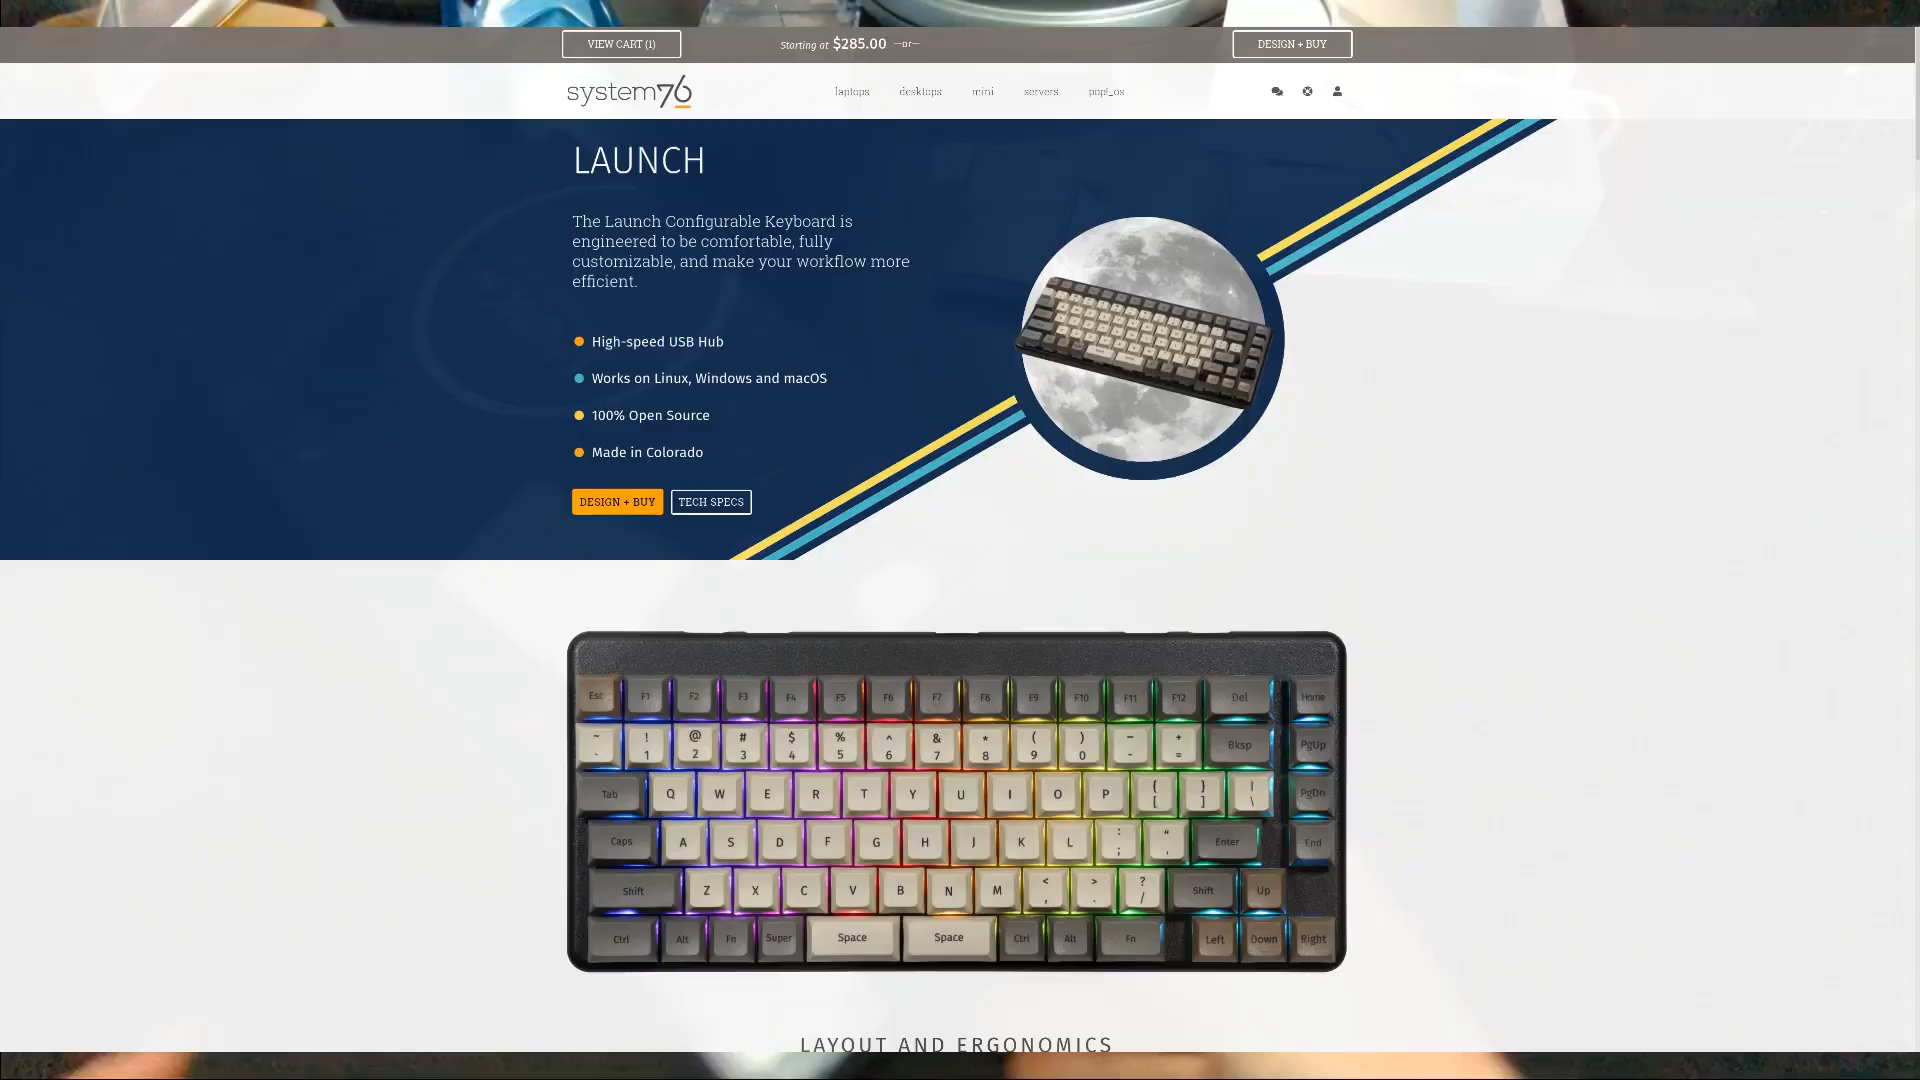 VIEW CART (1)
Starting at $285.00 —or—
DESIGN + BUY
system76
laptops
desktops
mini
servers
pop!_os
LAUNCH
The Launch Configurable Keyboard is
engineered to be comfortable, fully
customizable, and make your workflow more
efficient.
High-speed USB Hub
Works on Linux, Windows and macOS
100% Open Source
Made in Colorado
DESIGN + BUY
TECH SPECS
Esc F1 F2 F3 F4 F5 F6 F7 F8 F9 F10 F11 F12 Del Home
~ ! @ # $ % ^ & * ( ) – +
` 1 2 3 4 5 6 7 8 9 0 - = Bksp PgUp
Tab Q W E R T Y U I O P { [ } ] | \ PgDn
Caps A S D F G H J K L : ; “ ' Enter End
Shift Z X C V B N M < , > . ? / Shift Up
Ctrl Alt Fn Super Space Space Ctrl Alt Fn Left Down Right
LAYOUT AND ERGONOMICS